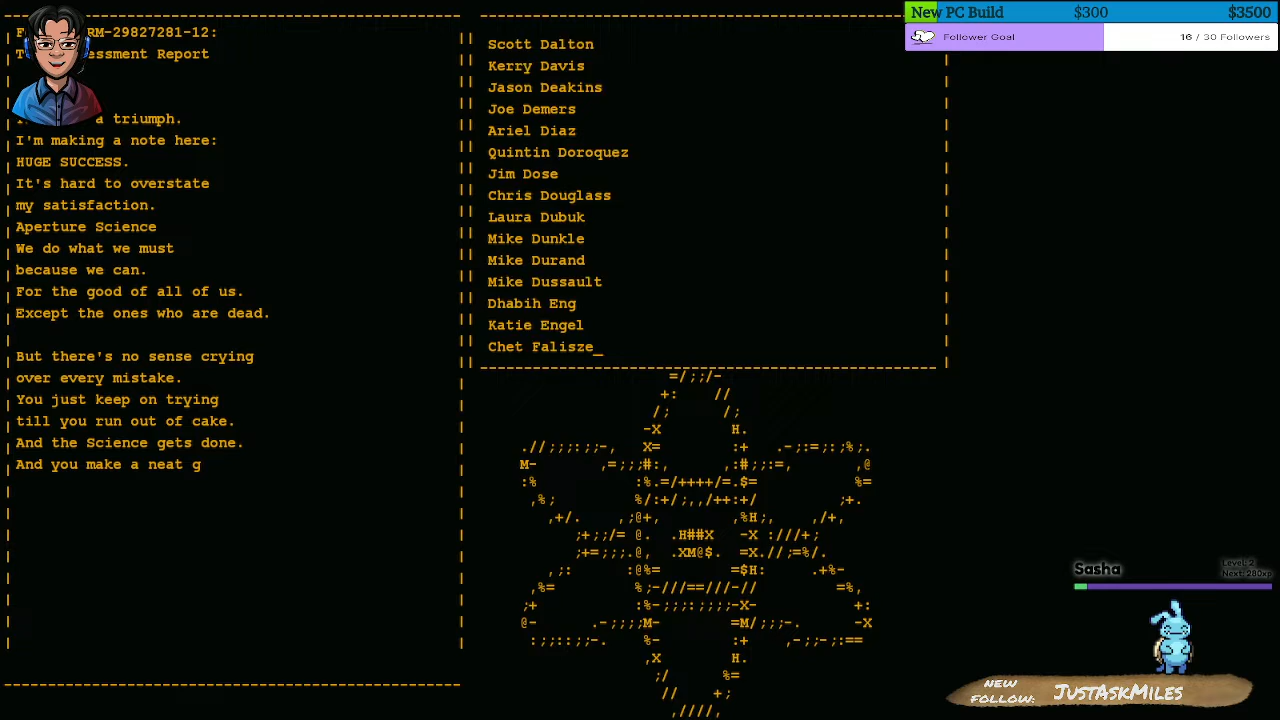 RM-29827281-12:
essment Report
a triumph.
I'm making a note here:
HUGE SUCCESS.
It's hard to overstate
my satisfaction.
Aperture Science
We do what we must
because we can.
For the good of all of us.
Except the ones who are dead.
But there's no sense crying
over every mistake.
You just keep on trying
till you run out of cake.
And the Science gets done.
And you make a neat g
Scott Dalton
Kerry Davis
Jason Deakins
Joe Demers
Ariel Diaz
Quintin Doroquez
Jim Dose
Chris Douglass
Laura Dubuk
Mike Dunkle
Mike Durand
Mike Dussault
Dhabih Eng
Katie Engel
Chet Falisze_
New PC Build $300 $3500
Follower Goal 16 / 30 Followers
Sasha
Level: 2
Next: 280xp
NEW
FOLLOW: JustAskMiles